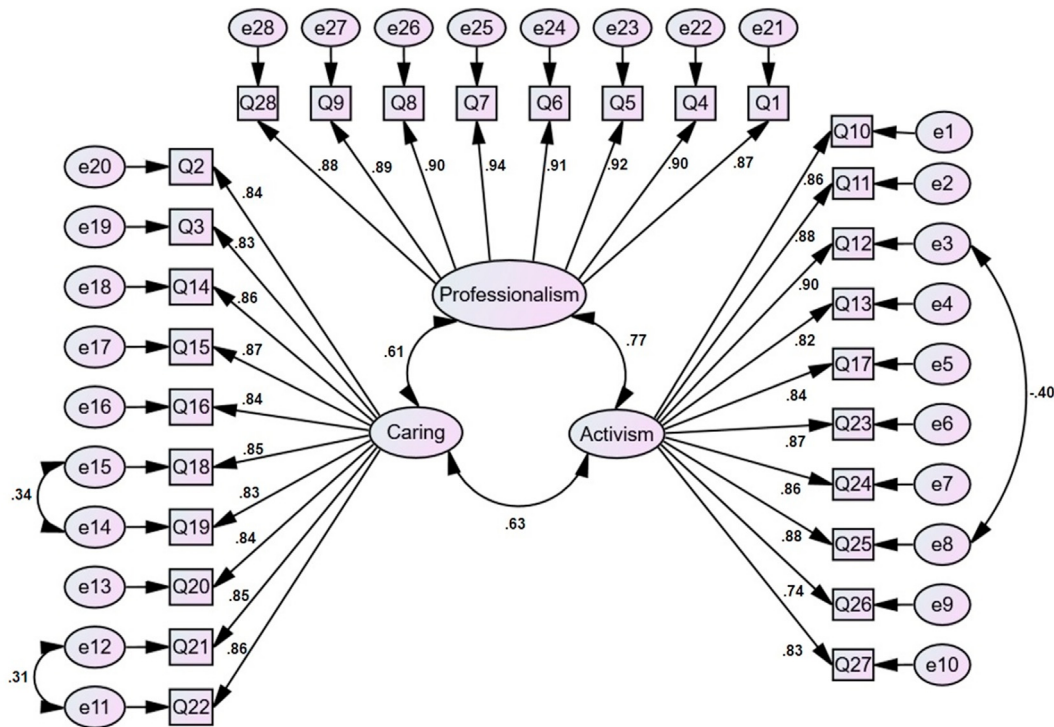 e28 e27 e26 e25 e24 e23 e22 e21
Q28 Q9 Q8 Q7 Q6 Q5 Q4 Q1
.88 .89 .90 .94 .91 .92 .90 .87
Professionalism
.61
.77
Caring
Activism
.63
e20 Q2 .84
e19 Q3 .83
e18 Q14 .86
e17 Q15 .87
e16 Q16 .84
e15 Q18 .85
.34
e14 Q19 .83
e13 Q20 .84
e12 Q21 .85
.31
e11 Q22 .86
.86 Q10 e1
.88 Q11 e2
.90 Q12 e3
.82 Q13 e4
.84 Q17 e5
-.40
.87 Q23 e6
.86 Q24 e7
.88 Q25 e8
.74 Q26 e9
.83 Q27 e10